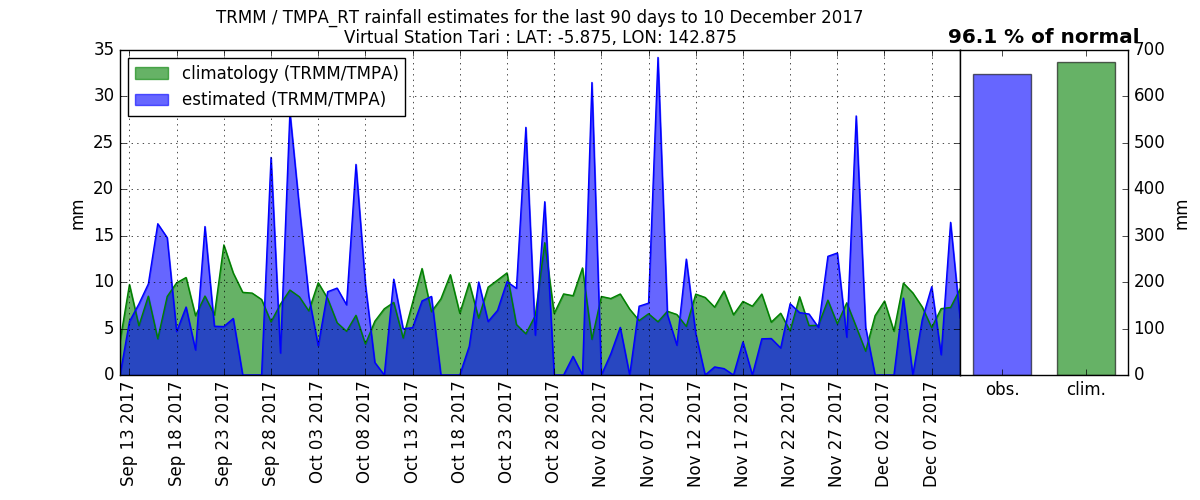 TRMM / TMPA_RT rainfall estimates for the last 90 days to 10 December 2017
Virtual Station Tari : LAT: -5.875, LON: 142.875
96.1 % of normal
climatology (TRMM/TMPA)
estimated (TRMM/TMPA)
35
30
25
20
15
10
5
0
mm
Sep 13 2017
Sep 18 2017
Sep 23 2017
Sep 28 2017
Oct 03 2017
Oct 08 2017
Oct 13 2017
Oct 18 2017
Oct 23 2017
Oct 28 2017
Nov 02 2017
Nov 07 2017
Nov 12 2017
Nov 17 2017
Nov 22 2017
Nov 27 2017
Dec 02 2017
Dec 07 2017
obs.
clim.
700
600
500
400
300
200
100
0
mm